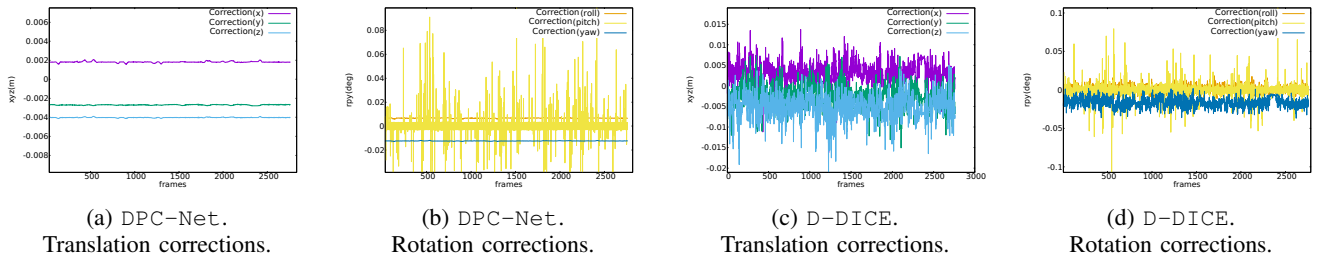 Correction(x)
Correction(y)
Correction(z)
0.006
0.004
0.002
0
-0.002
-0.004
-0.006
-0.008
xyz(m)
500
1000
1500
2000
2500
frames
(a) DPC-Net.
Translation corrections.
Correction(roll)
Correction(pitch)
Correction(yaw)
0.08
0.06
0.04
0.02
0
-0.02
rpy(deg)
500
1000
1500
2000
2500
frames
(b) DPC-Net.
Rotation corrections.
Correction(x)
Correction(y)
Correction(z)
0.015
0.01
0.005
0
-0.005
-0.01
-0.015
-0.02
xyz(m)
0
500
1000
1500
2000
2500
3000
frames
(c) D-DICE.
Translation corrections.
Correction(roll)
Correction(pitch)
Correction(yaw)
0.1
0.05
0
-0.05
-0.1
rpy(deg)
500
1000
1500
2000
2500
frames
(d) D-DICE.
Rotation corrections.